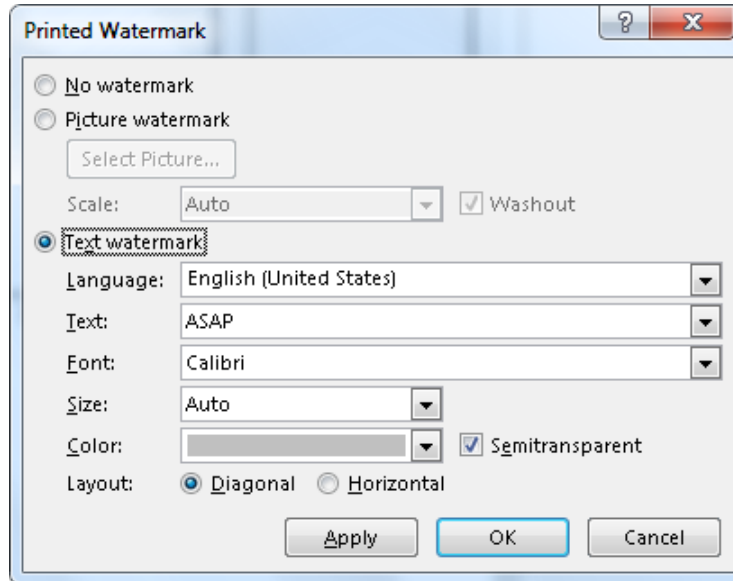 Printed Watermark
?
No watermark
Picture watermark
Select Picture...
Scale: Auto Washout
Text watermark
Language: English (United States)
Text: ASAP
Font: Calibri
Size: Auto
Color: Semitransparent
Layout: Diagonal Horizontal
Apply OK Cancel